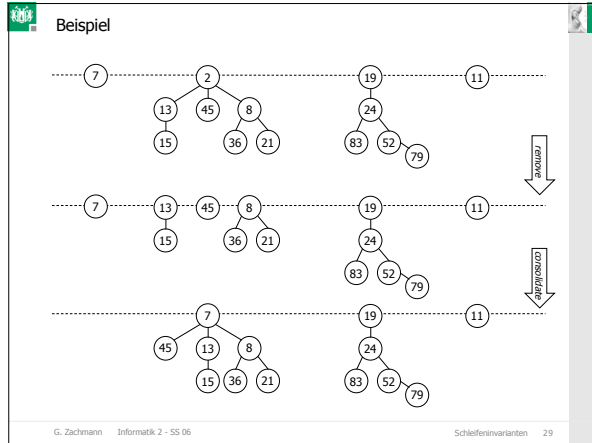 Beispiel
7 2 19 11
13 45 8 24
15 36 21 83 52
79
remove
7 13 45 8 19 11
15 36 21 24
83 52
79
consolidate
7 19 11
45 13 8 24
15 36 21 83 52
79
G. Zachmann Informatik 2 - SS 06 Schleifeninvarianten 29